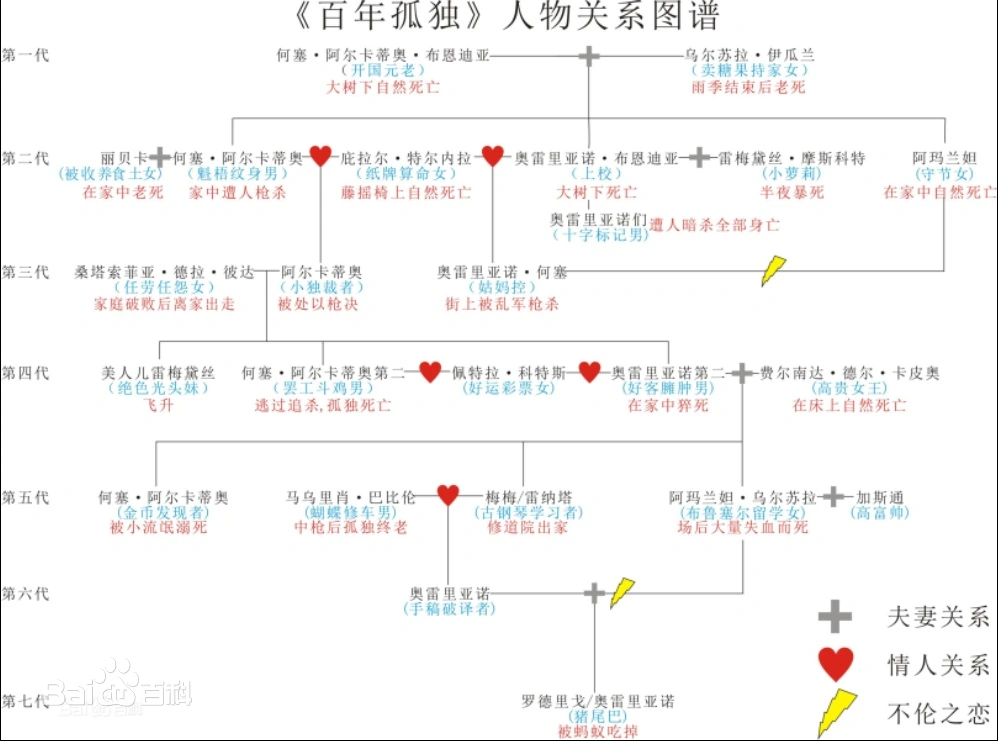 《百年孤独》人物关系图谱
第一代
何塞·阿尔卡蒂奥·布恩迪亚
(开国元老)
大树下自然死亡
乌尔苏拉·伊瓜兰
(卖糖果持家女)
雨季结束后老死
第二代
丽贝卡
(被收养食土女)
在家中老死
何塞·阿尔卡蒂奥
(魁梧纹身男)
家中遭人枪杀
庇拉尔·特尔内拉
(纸牌算命女)
藤摇椅上自然死亡
奥雷里亚诺·布恩迪亚
(上校)
大树下死亡
雷梅黛丝·摩斯科特
(小萝莉)
半夜暴死
阿玛兰妲
(守节女)
在家中自然死亡
奥雷里亚诺们
(十字标记男)
遭人暗杀全部身亡
第三代
桑塔索菲亚·德拉·彼达
(任劳任怨女)
家庭破败后离家出走
阿尔卡蒂奥
(小独裁者)
被处以枪决
奥雷里亚诺·何塞
(姑妈控)
街上被乱军枪杀
第四代
美人儿雷梅黛丝
(绝色光头妹)
飞升
何塞·阿尔卡蒂奥第二
(罢工斗鸡男)
逃过追杀,孤独死亡
佩特拉·科特斯
(好运彩票女)
奥雷里亚诺第二
(好客臃肿男)
在家中猝死
费尔南达·德尔·卡皮奥
(高贵女王)
在床上自然死亡
第五代
何塞·阿尔卡蒂奥
(金币发现者)
被小流氓溺死
马乌里肖·巴比伦
(蝴蝶修车男)
中枪后孤独终老
梅梅/雷纳塔
(古钢琴学习者)
修道院出家
阿玛兰妲·乌尔苏拉
(布鲁塞尔留学女)
场后大量失血而死
加斯通
(高富帅)
第六代
奥雷里亚诺
(手稿破译者)
第七代
罗德里戈/奥雷里亚诺
(猪尾巴)
被蚂蚁吃掉
夫妻关系
情人关系
不伦之恋
Baidu百科